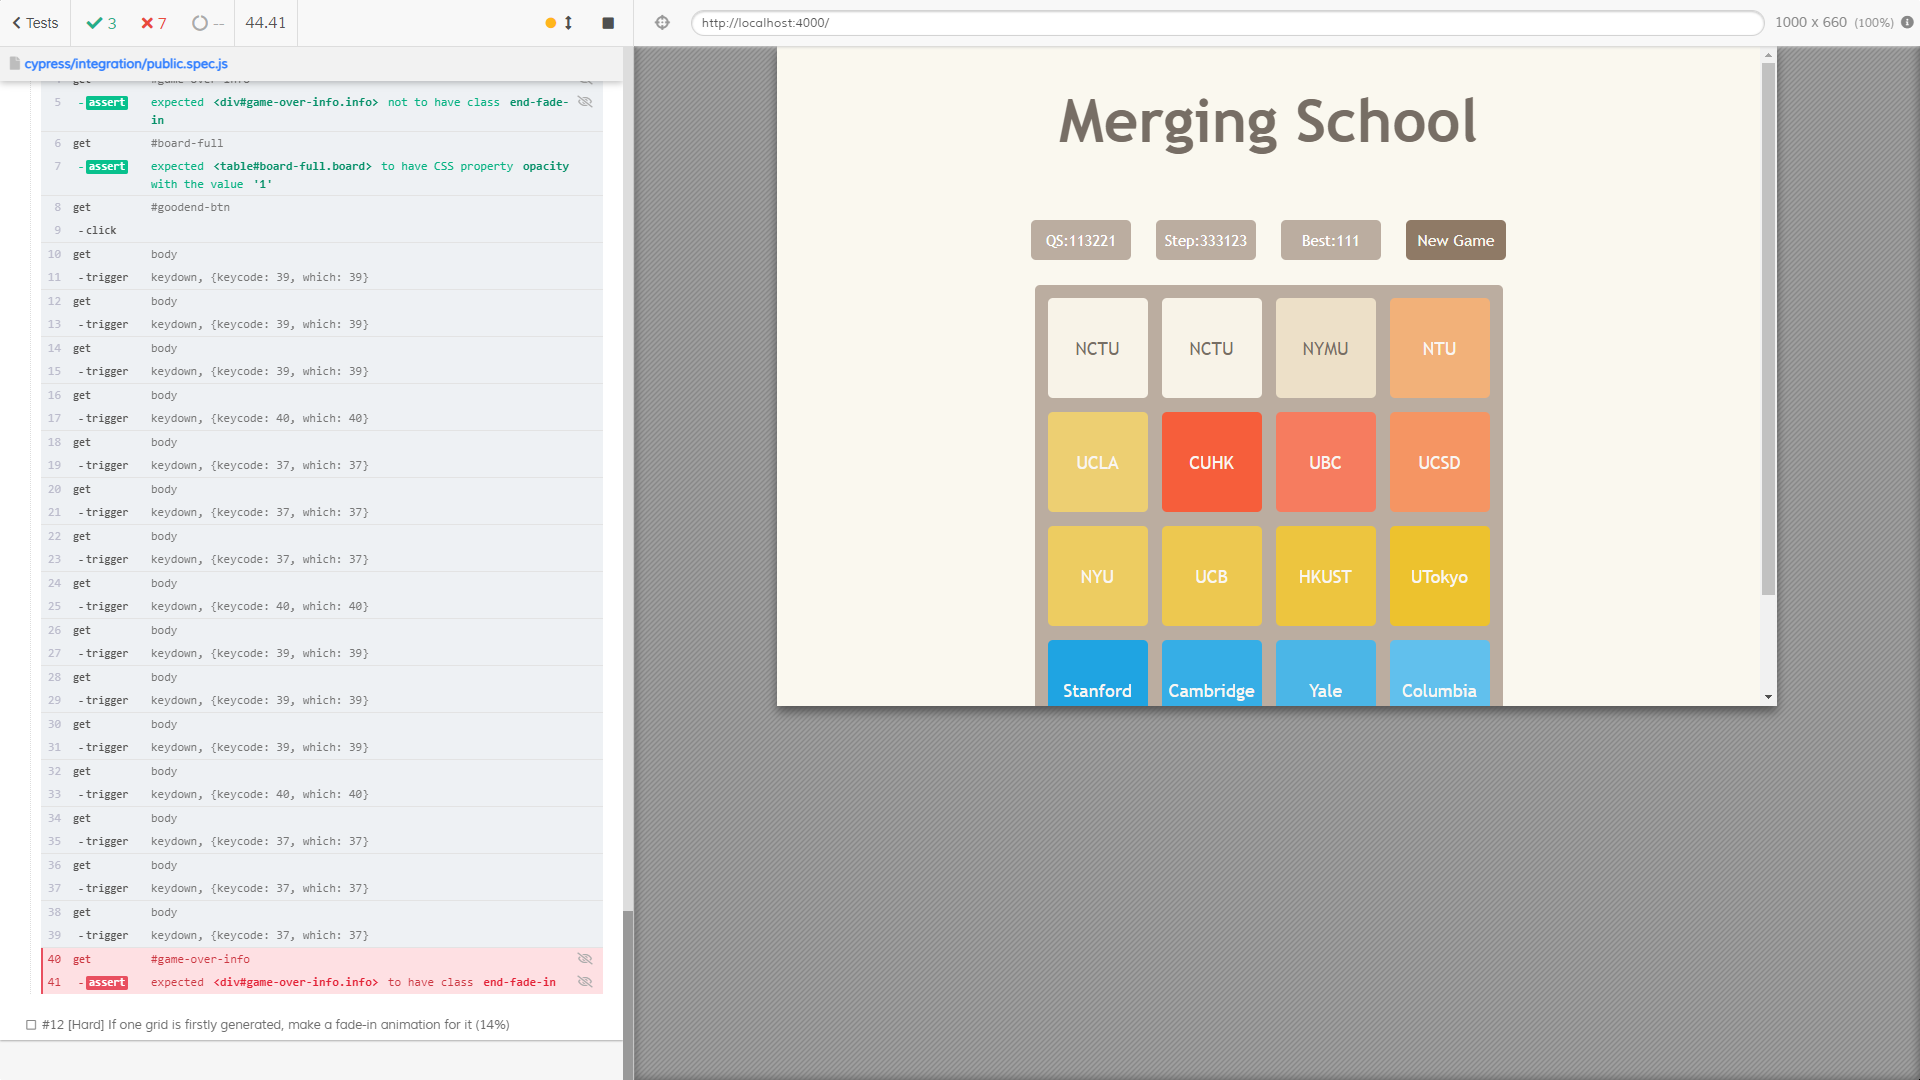 Tests
3
7
--
44.41
http://localhost:4000/
1000 x 660 (100%)
cypress/integration/public.spec.js
5 -assert expected <div#game-over-info.info> not to have class end-fade-
in
6 get #board-full
7 -assert expected <table#board-full.board> to have CSS property opacity
with the value '1'
8 get #goodend-btn
9 -click
10 get body
11 -trigger keydown, {keycode: 39, which: 39}
12 get body
13 -trigger keydown, {keycode: 39, which: 39}
14 get body
15 -trigger keydown, {keycode: 39, which: 39}
16 get body
17 -trigger keydown, {keycode: 40, which: 40}
18 get body
19 -trigger keydown, {keycode: 37, which: 37}
20 get body
21 -trigger keydown, {keycode: 37, which: 37}
22 get body
23 -trigger keydown, {keycode: 37, which: 37}
24 get body
25 -trigger keydown, {keycode: 40, which: 40}
26 get body
27 -trigger keydown, {keycode: 39, which: 39}
28 get body
29 -trigger keydown, {keycode: 39, which: 39}
30 get body
31 -trigger keydown, {keycode: 39, which: 39}
32 get body
33 -trigger keydown, {keycode: 40, which: 40}
34 get body
35 -trigger keydown, {keycode: 37, which: 37}
36 get body
37 -trigger keydown, {keycode: 37, which: 37}
38 get body
39 -trigger keydown, {keycode: 37, which: 37}
40 get #game-over-info
41 -assert expected <div#game-over-info.info> to have class end-fade-in
#12 [Hard] If one grid is firstly generated, make a fade-in animation for it (14%)
Merging School
QS:113221 Step:333123 Best:111 New Game
NCTU NCTU NYMU NTU
UCLA CUHK UBC UCSD
NYU UCB HKUST UTokyo
Stanford Cambridge Yale Columbia